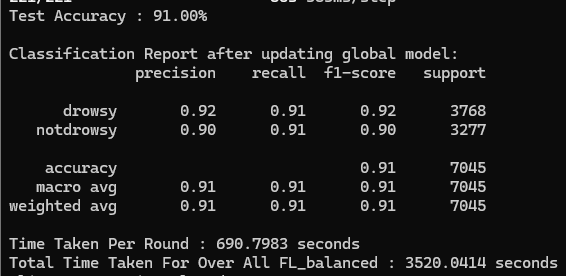 Test Accuracy : 91.00%
Classification Report after updating global model:
precision recall f1-score support
drowsy 0.92 0.91 0.92 3768
notdrowsy 0.90 0.91 0.90 3277
accuracy 0.91 7045
macro avg 0.91 0.91 0.91 7045
weighted avg 0.91 0.91 0.91 7045
Time Taken Per Round : 690.7983 seconds
Total Time Taken For Over All FL_balanced : 3520.0414 seconds